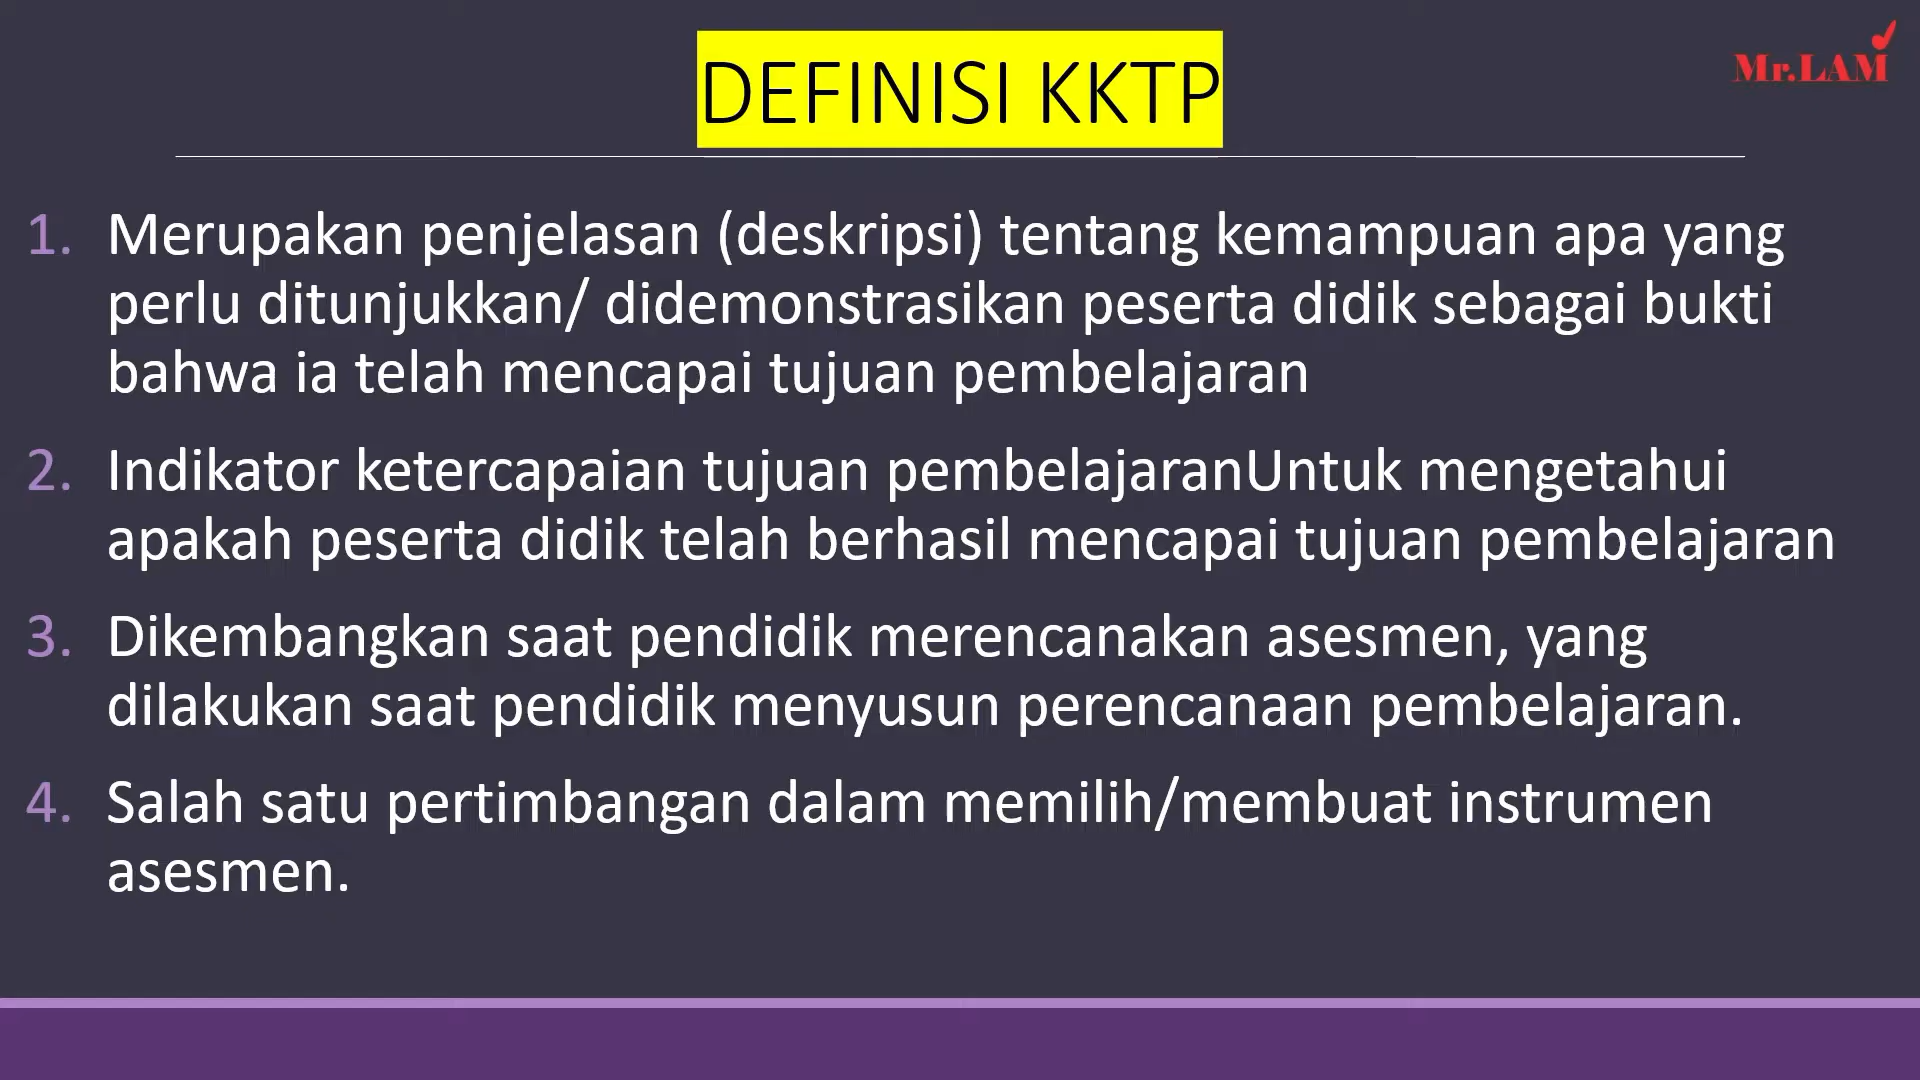 DEFINISI KKTP
Mr.LAM
1. Merupakan penjelasan (deskripsi) tentang kemampuan apa yang
perlu ditunjukkan/ didemonstrasikan peserta didik sebagai bukti
bahwa ia telah mencapai tujuan pembelajaran
2. Indikator ketercapaian tujuan pembelajaranUntuk mengetahui
apakah peserta didik telah berhasil mencapai tujuan pembelajaran
3. Dikembangkan saat pendidik merencanakan asesmen, yang
dilakukan saat pendidik menyusun perencanaan pembelajaran.
4. Salah satu pertimbangan dalam memilih/membuat instrumen
asesmen.